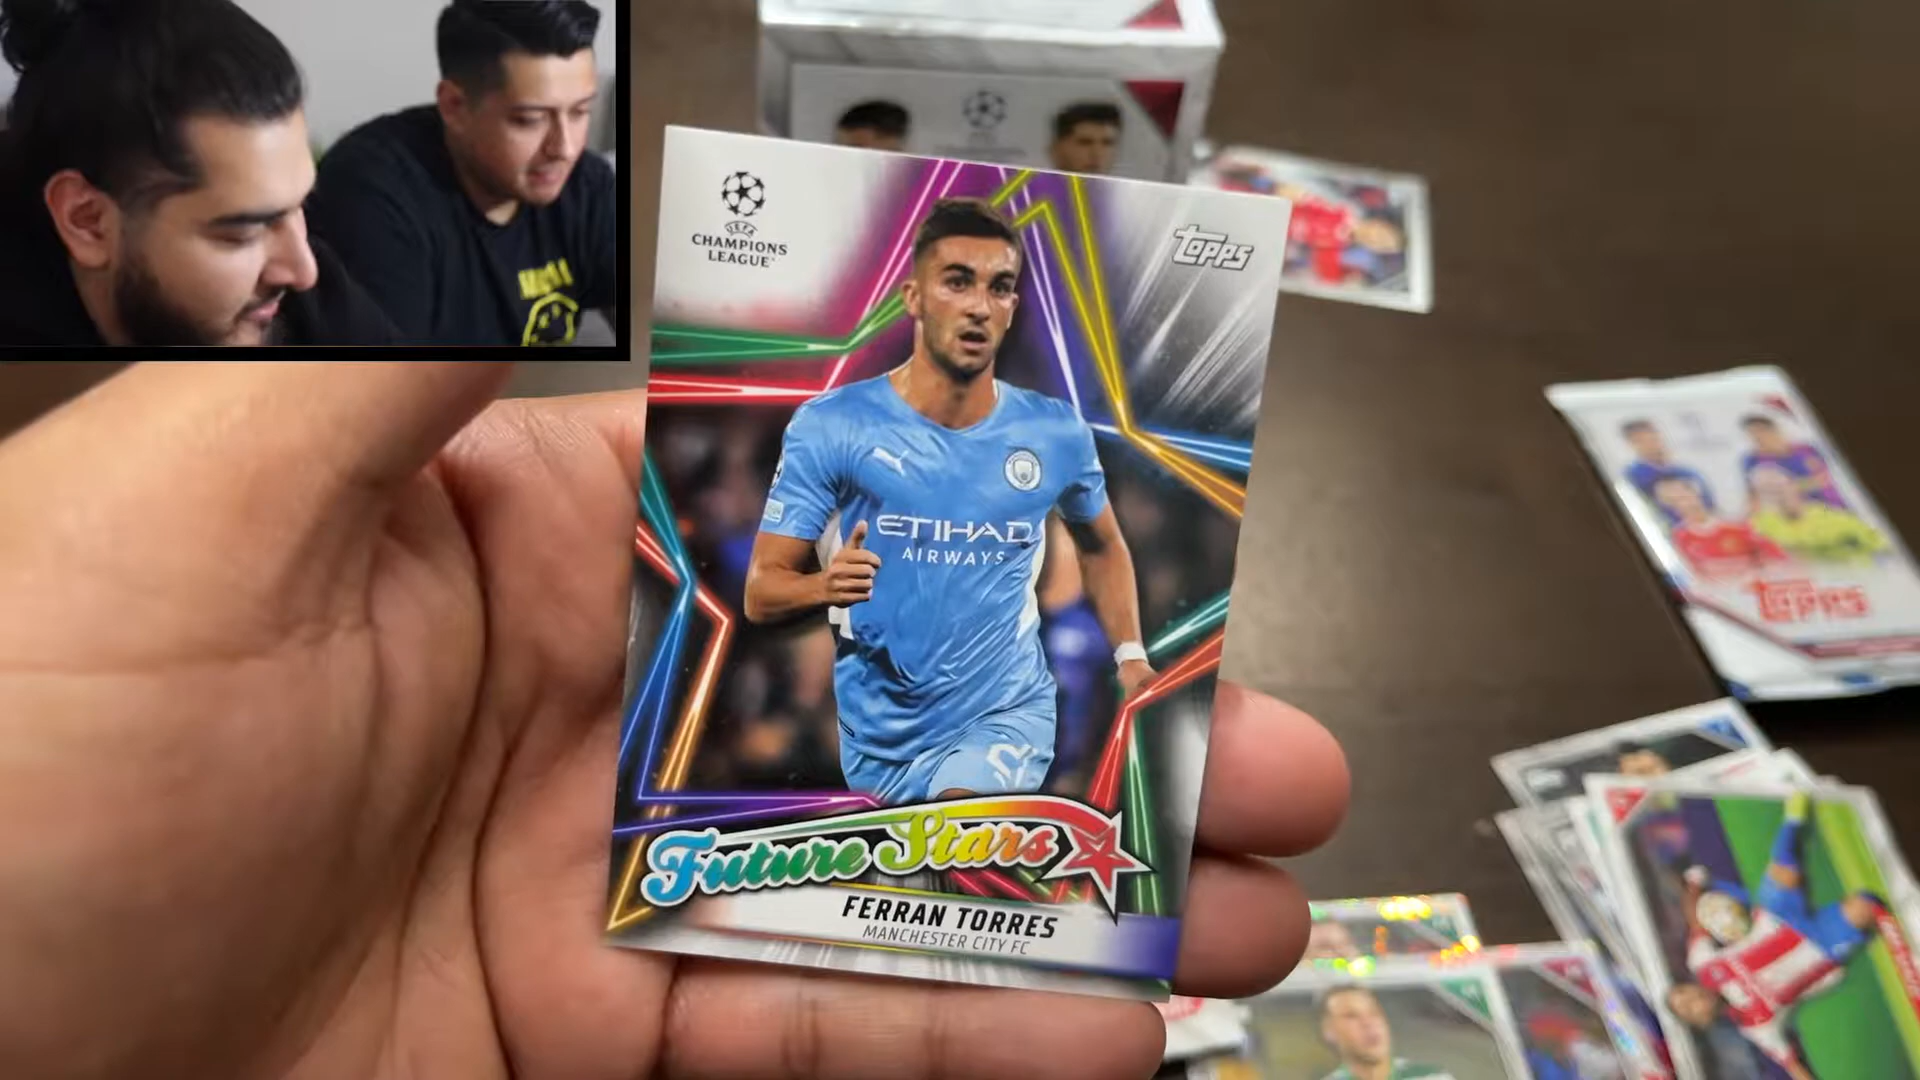 UEFA
CHAMPIONS
LEAGUE
Topps
ETIHAD
AIRWAYS
Future Stars
FERRAN TORRES
MANCHESTER CITY FC
Topps